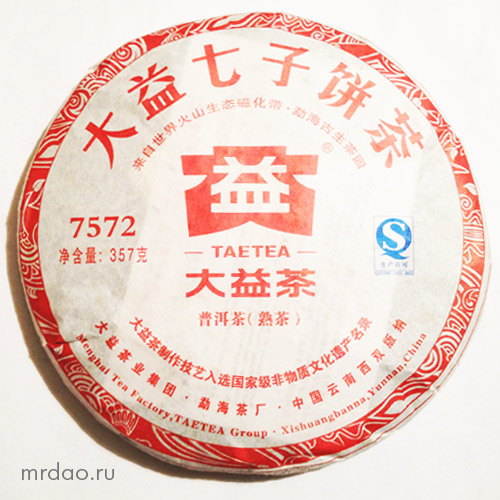 大益七子饼茶
来自世界火山生态磁化带·勐海古生茶园
益
TAETEA
大益茶
普洱茶(熟茶)
7572
净含量:357克
大益茶制作技艺入选国家级非物质文化遗产名录
大益茶业集团·勐海茶厂·中国云南西双版纳
Menghai Tea Factory,TAETEA Group·Xishuangbanna,Yunnan,China
mrdao.ru